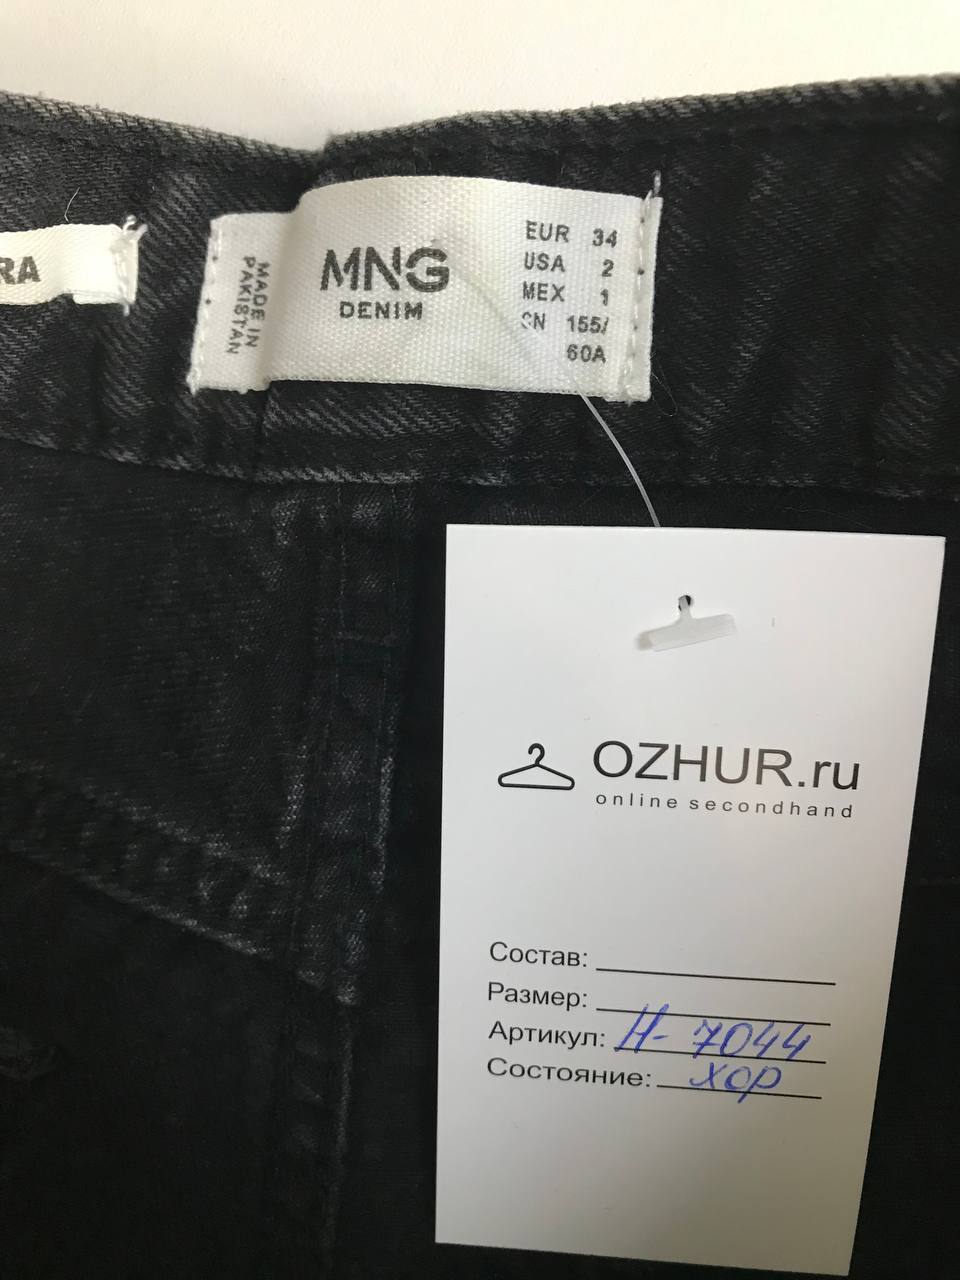 RA
MADE IN
PAKISTAN
MNG
DENIM
EUR 34
USA 2
MEX 1
CN 155/
60A
OZHUR.ru
online secondhand
Состав:
Размер:
Артикул: Н-7044
Состояние: хор